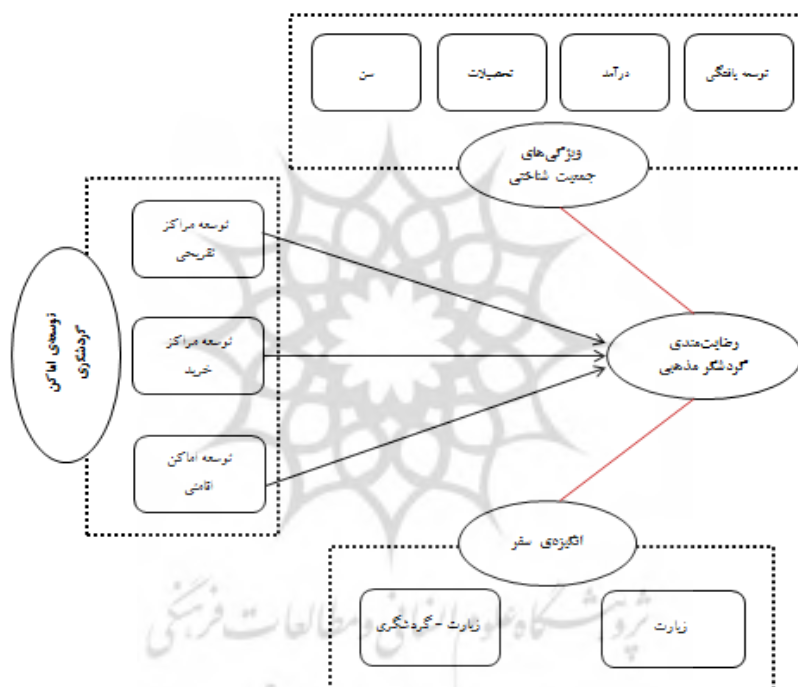 توسعه یافتگی
درآمد
تحصیلات
سن
ویژگی‌های
جمعیت شناختی
توسعه مراکز
تفریحی
توسعه مراکز
خرید
توسعه اماکن
اقامتی
توسعه‌ی اماکن
گردشگری
رضایت‌مندی
گردشگر مذهبی
انگیزه‌ی سفر
زیارت
زیارت - گردشگری
پژوهشگاه علوم انسانی و مطالعات فرهنگی